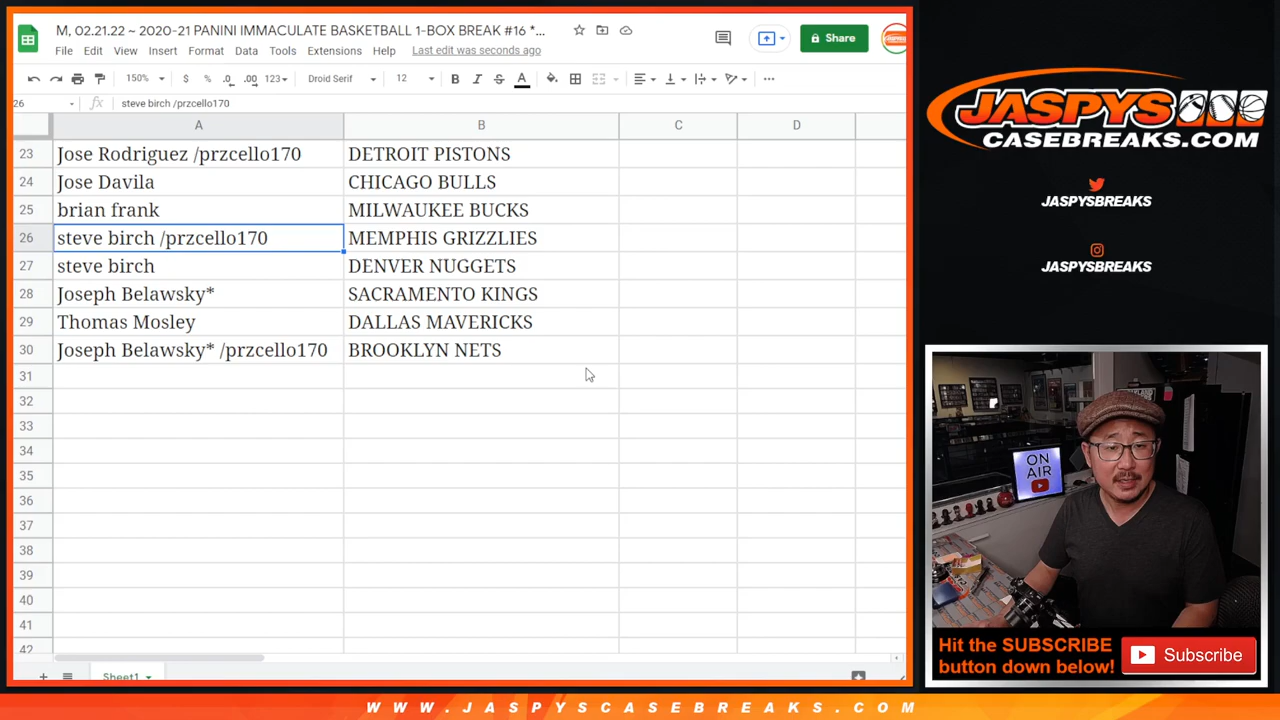 M, 02.21.22 ~ 2020-21 PANINI IMMACULATE BASKETBALL 1-BOX BREAK #16 *...
File Edit View Insert Format Data Tools Extensions Help Last edit was seconds ago
Share
150% $ % .0 .00 123 Droid Serif 12 B I S A
26 fx steve birch /przcello170
A B C D
23 Jose Rodriguez /przcello170 DETROIT PISTONS
24 Jose Davila CHICAGO BULLS
25 brian frank MILWAUKEE BUCKS
26 steve birch /przcello170 MEMPHIS GRIZZLIES
27 steve birch DENVER NUGGETS
28 Joseph Belawsky* SACRAMENTO KINGS
29 Thomas Mosley DALLAS MAVERICKS
30 Joseph Belawsky* /przcello170 BROOKLYN NETS
31
32
33
34
35
36
37
38
39
40
41
42
Sheet1
JASPYS
CASEBREAKS.COM
JASPYSBREAKS
JASPYSBREAKS
ON
AIR
Hit the SUBSCRIBE
button down below!
Subscribe
WWW.JASPYSCASEBREAKS.COM